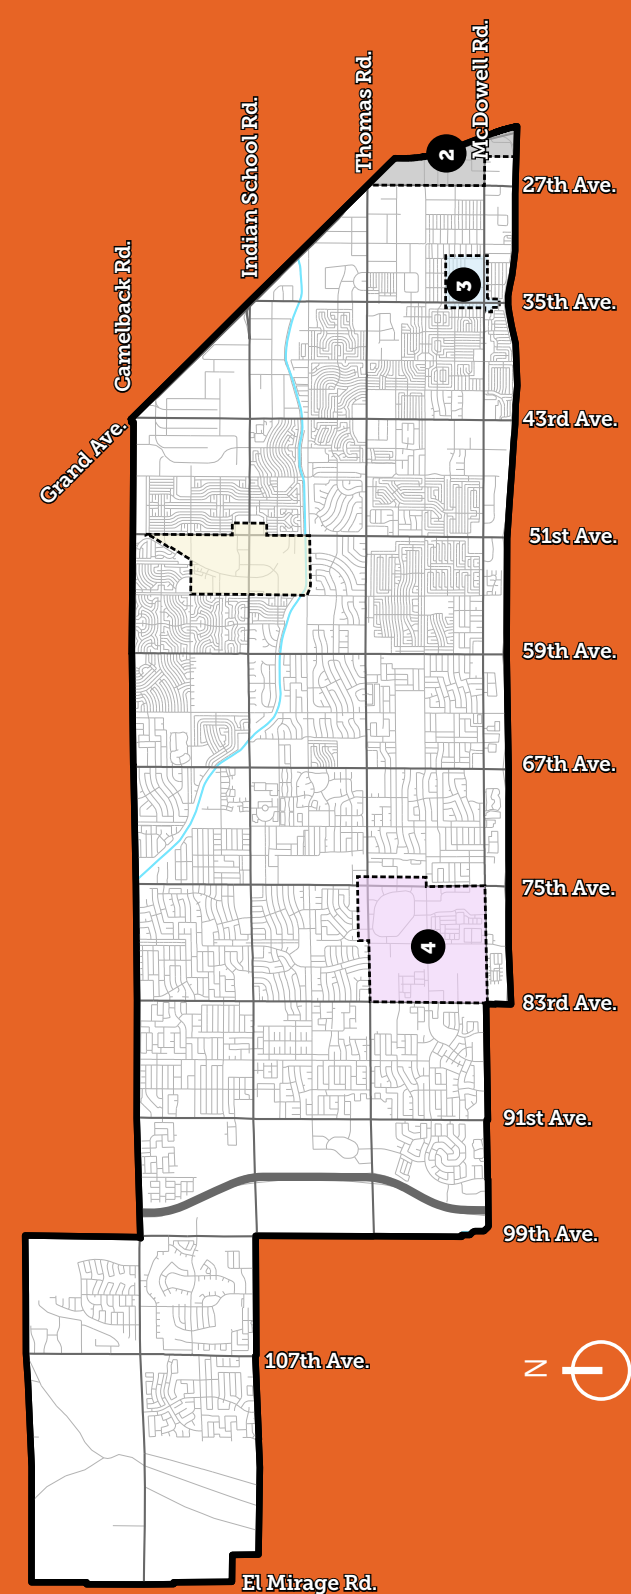 McDowell Rd.
Thomas Rd.
Indian School Rd.
Camelback Rd.
Grand Ave.
2
27th Ave.
3
35th Ave.
43rd Ave.
51st Ave.
59th Ave.
67th Ave.
75th Ave.
4
83rd Ave.
91st Ave.
99th Ave.
107th Ave.
N
El Mirage Rd.